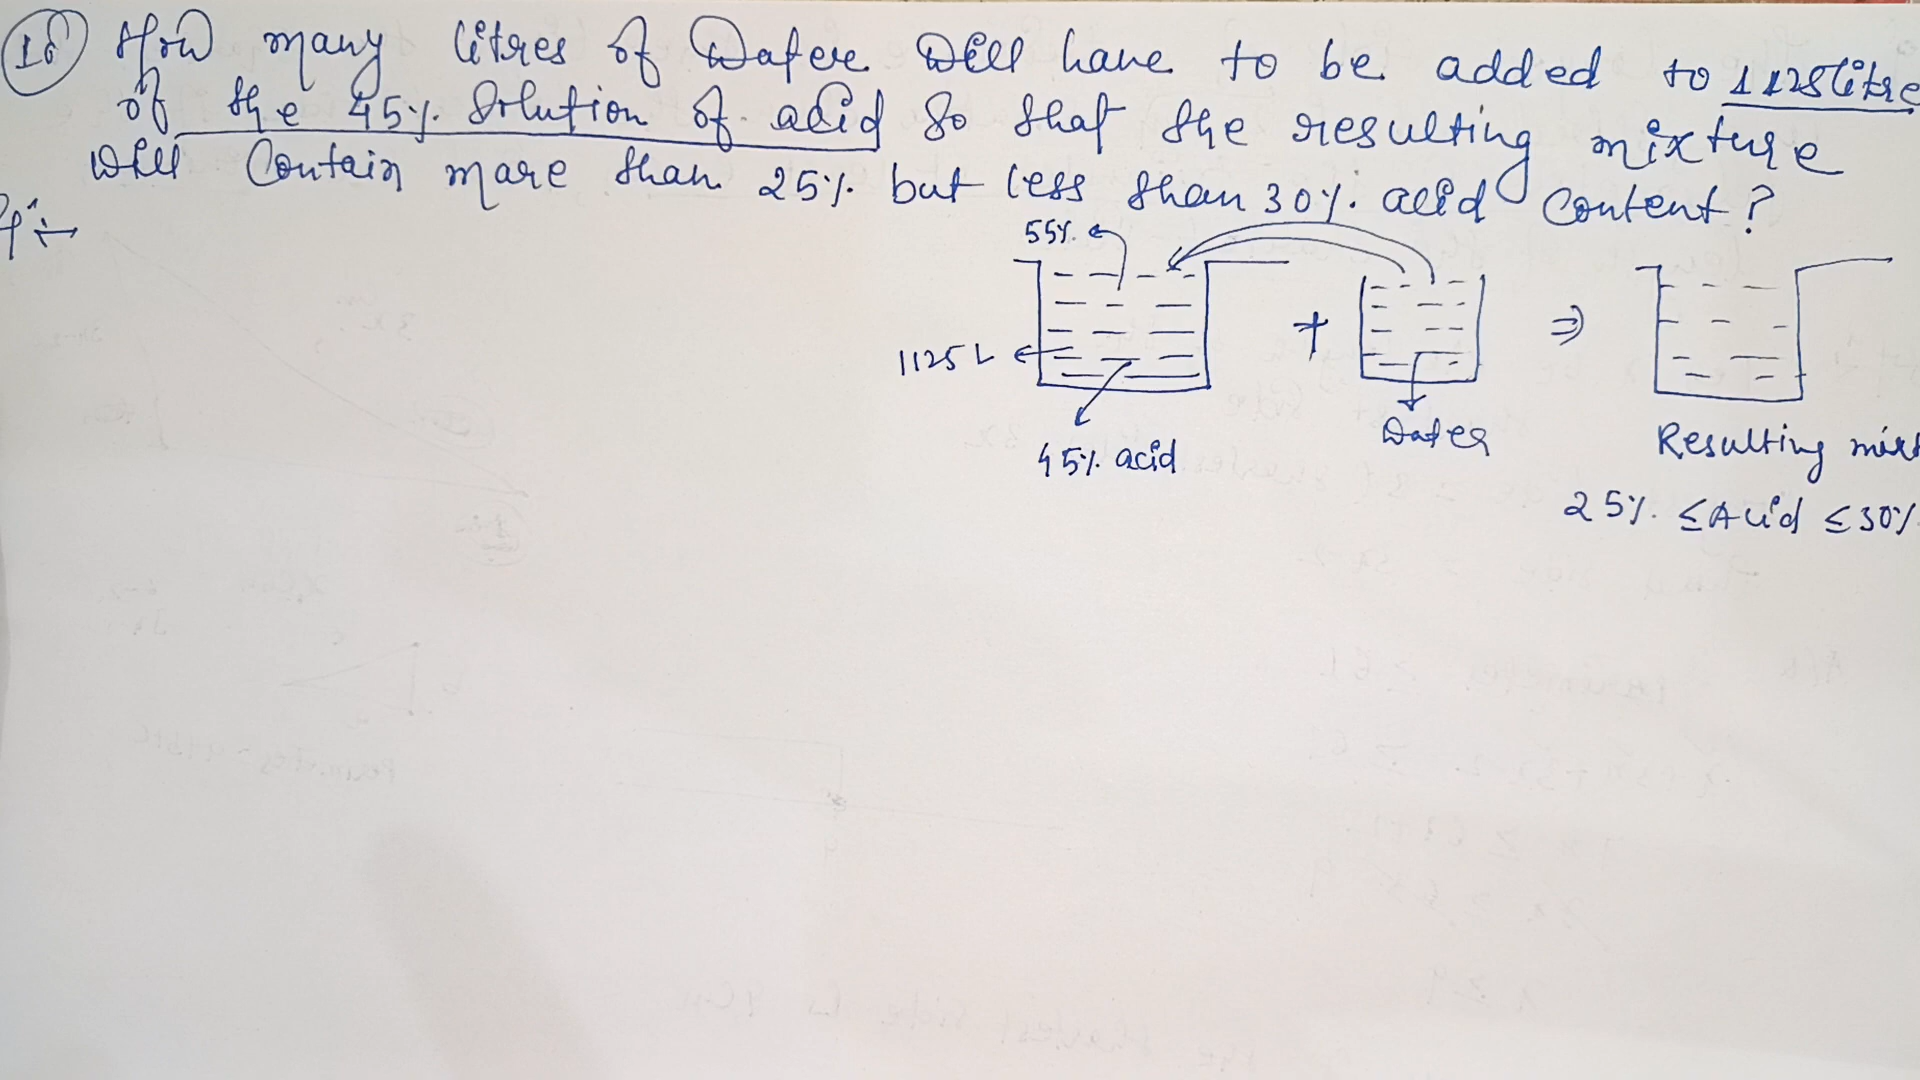 18 How many litres of Water Will have to be added to 1125 litre
of the 45% Solution of acid So that the resulting mixture
Will Contain more than 25% but less than 30% acid Content?
55%
1125 L
+
⇒
45% acid
Water
Resulting mixt
25% ≤ Acid ≤ 30%